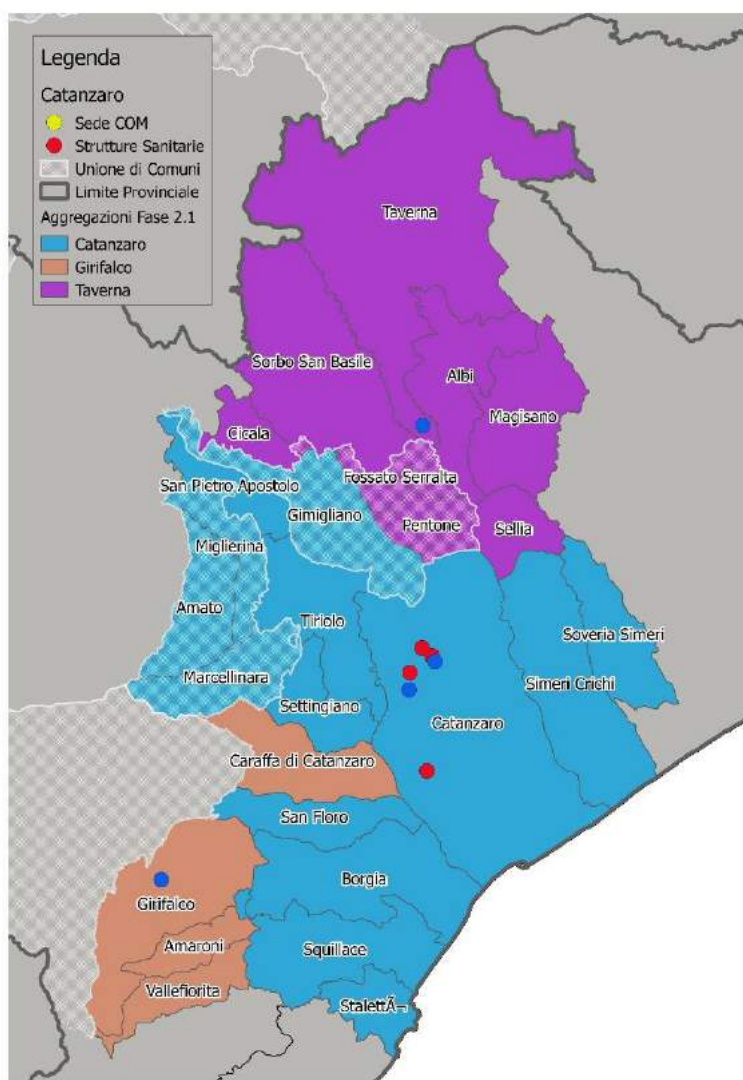 Legenda
Catanzaro
Sede COM
Strutture Sanitarie
Unione di Comuni
Limite Provinciale
Aggregazioni Fase 2.1
Catanzaro
Girifalco
Taverna
Taverna
Sorbo San Basile
Albi
Magisano
Cicala
Fossato Serralta
San Pietro Apostolo
Gimigliano
Pentone
Sellia
Miglierina
Amato
Tiriolo
Soveria Simeri
Marcellinara
Simeri Crichi
Settingiano
Catanzaro
Caraffa di Catanzaro
San Floro
Borgia
Girifalco
Amaroni
Squillace
Vallefiorita
StalettÃ¬